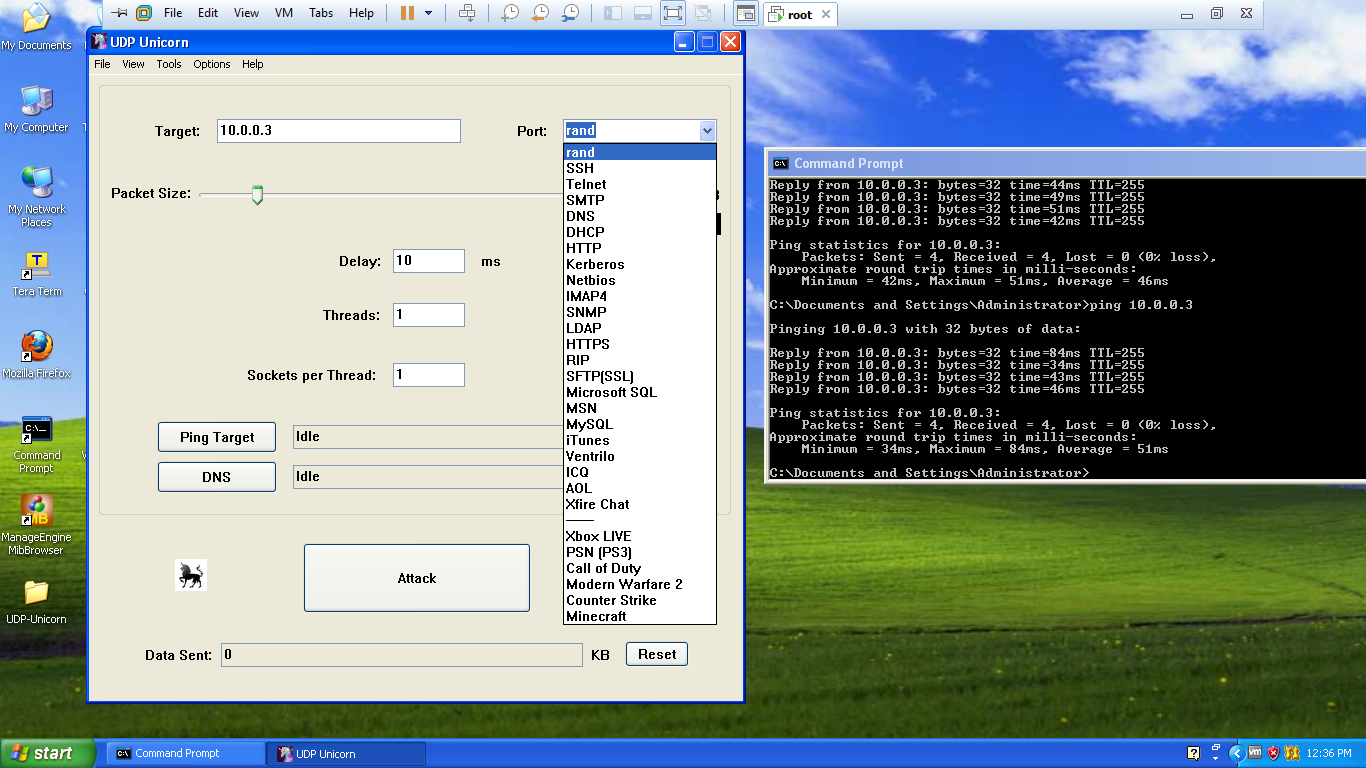 File Edit View VM Tabs Help
root
My Documents
My Computer
My Network
Places
Tera Term
Mozilla Firefox
Command
Prompt
ManageEngine
MibBrowser
UDP-Unicorn
UDP Unicorn
File View Tools Options Help
Target: 10.0.0.3 Port: rand
Packet Size:
Delay: 10 ms
Threads: 1
Sockets per Thread: 1
Ping Target Idle
DNS Idle
Attack
Data Sent: 0 KB Reset
rand
SSH
Telnet
SMTP
DNS
DHCP
HTTP
Kerberos
Netbios
IMAP4
SNMP
LDAP
HTTPS
RIP
SFTP(SSL)
Microsoft SQL
MSN
MySQL
iTunes
Ventrilo
ICQ
AOL
Xfire Chat
Xbox LIVE
PSN (PS3)
Call of Duty
Modern Warfare 2
Counter Strike
Minecraft
Command Prompt
Reply from 10.0.0.3: bytes=32 time=44ms TTL=255
Reply from 10.0.0.3: bytes=32 time=49ms TTL=255
Reply from 10.0.0.3: bytes=32 time=51ms TTL=255
Reply from 10.0.0.3: bytes=32 time=42ms TTL=255
Ping statistics for 10.0.0.3:
Packets: Sent = 4, Received = 4, Lost = 0 (0% loss),
Approximate round trip times in milli-seconds:
Minimum = 42ms, Maximum = 51ms, Average = 46ms
C:\Documents and Settings\Administrator>ping 10.0.0.3
Pinging 10.0.0.3 with 32 bytes of data:
Reply from 10.0.0.3: bytes=32 time=84ms TTL=255
Reply from 10.0.0.3: bytes=32 time=34ms TTL=255
Reply from 10.0.0.3: bytes=32 time=43ms TTL=255
Reply from 10.0.0.3: bytes=32 time=46ms TTL=255
Ping statistics for 10.0.0.3:
Packets: Sent = 4, Received = 4, Lost = 0 (0% loss),
Approximate round trip times in milli-seconds:
Minimum = 34ms, Maximum = 84ms, Average = 51ms
C:\Documents and Settings\Administrator>
start Command Prompt UDP Unicorn 12:36 PM